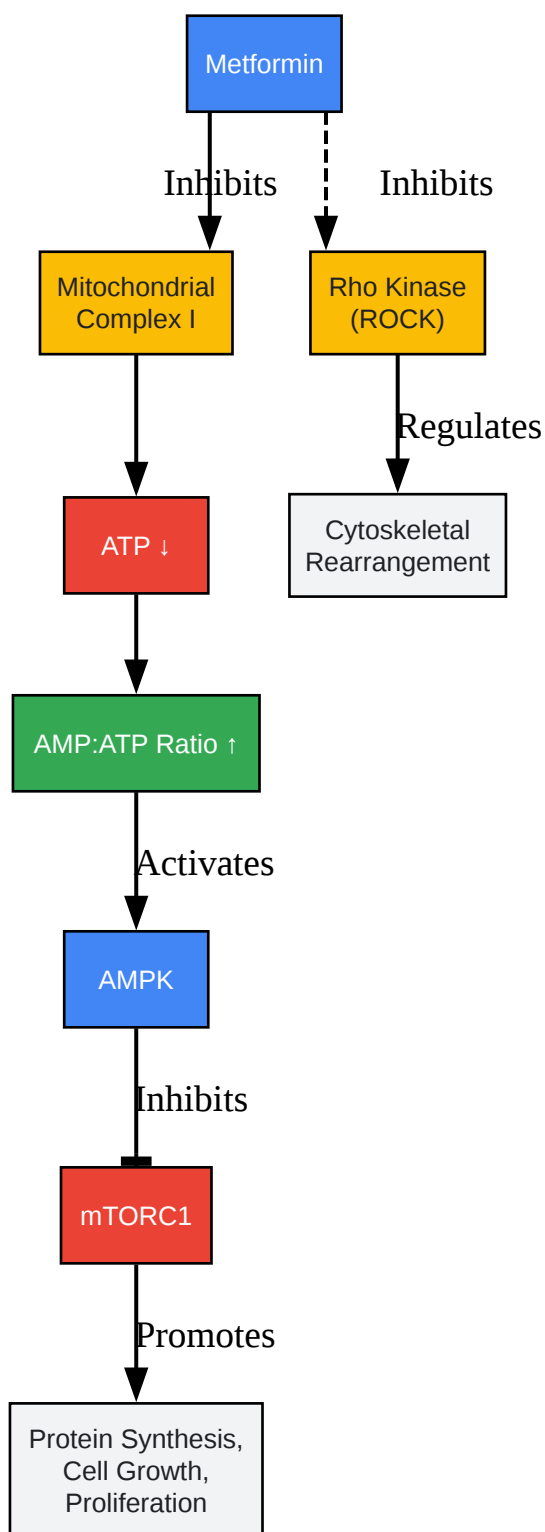 Metformin
Inhibits
Inhibits
Mitochondrial
Complex I
Rho Kinase
(ROCK)
Regulates
ATP ↓
Cytoskeletal
Rearrangement
AMP:ATP Ratio ↑
Activates
AMPK
Inhibits
mTORC1
Promotes
Protein Synthesis,
Cell Growth,
Proliferation